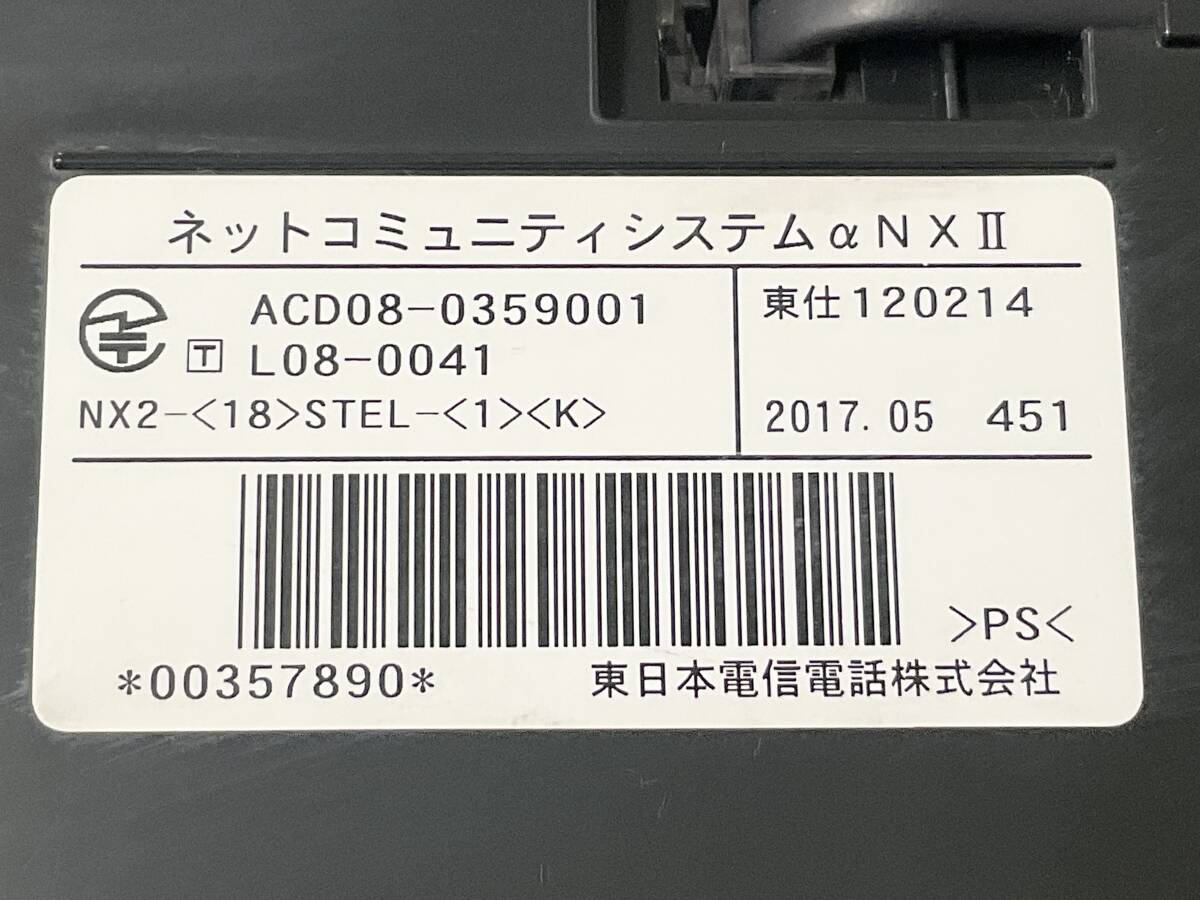 ネットコミュニティシステムαNXⅡ
ACD08-0359001
T L08-0041
NX2-<18>STEL-<1><K>
東仕120214
2017.05 451
>PS<
*00357890*
東日本電信電話株式会社